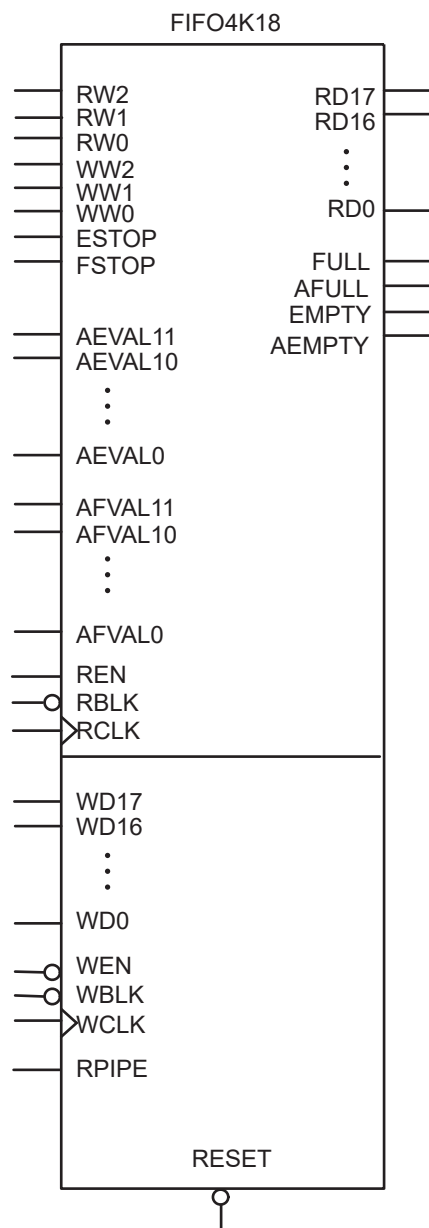 FIFO4K18
RW2
RW1
RW0
WW2
WW1
WW0
ESTOP
FSTOP
RD17
RD16
RD0
FULL
AFULL
EMPTY
AEMPTY
AEVAL11
AEVAL10
AEVAL0
AFVAL11
AFVAL10
AFVAL0
REN
RBLK
RCLK
WD17
WD16
WD0
WEN
WBLK
WCLK
RPIPE
RESET